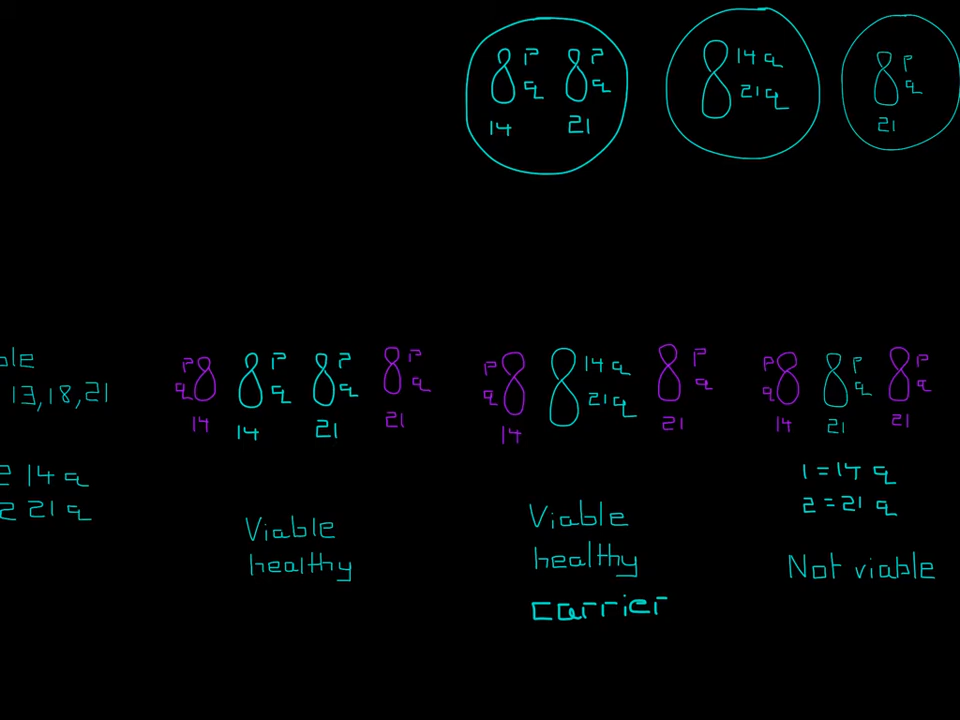 P P 14 q P
q q 21 q q
14 21 21
ble
13,18,21
2 14 q
2 21 q
P P P P
q q q q
14 14 21 21
P 14 q P
q 21 q q
14 21
P P P
q q q
14 21 21
1 = 14 q
2 = 21 q
Viable
healthy
Viable
healthy
carrier
Not viable